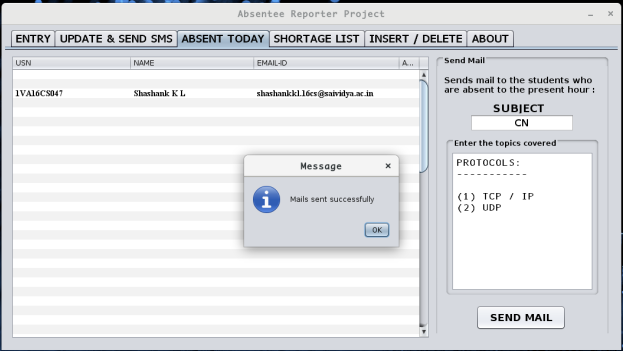 Absentee Reporter Project
ENTRY UPDATE & SEND SMS ABSENT TODAY SHORTAGE LIST INSERT / DELETE ABOUT
USN NAME EMAIL-ID A...
1VA16CS047 Shashank K L shashankkl.16cs@saividya.ac.in
Send Mail
Sends mail to the students who
are absent to the present hour :
SUBJECT
CN
Enter the topics covered
PROTOCOLS:
-----------
(1) TCP / IP
(2) UDP
SEND MAIL
Message
Mails sent successfully
OK